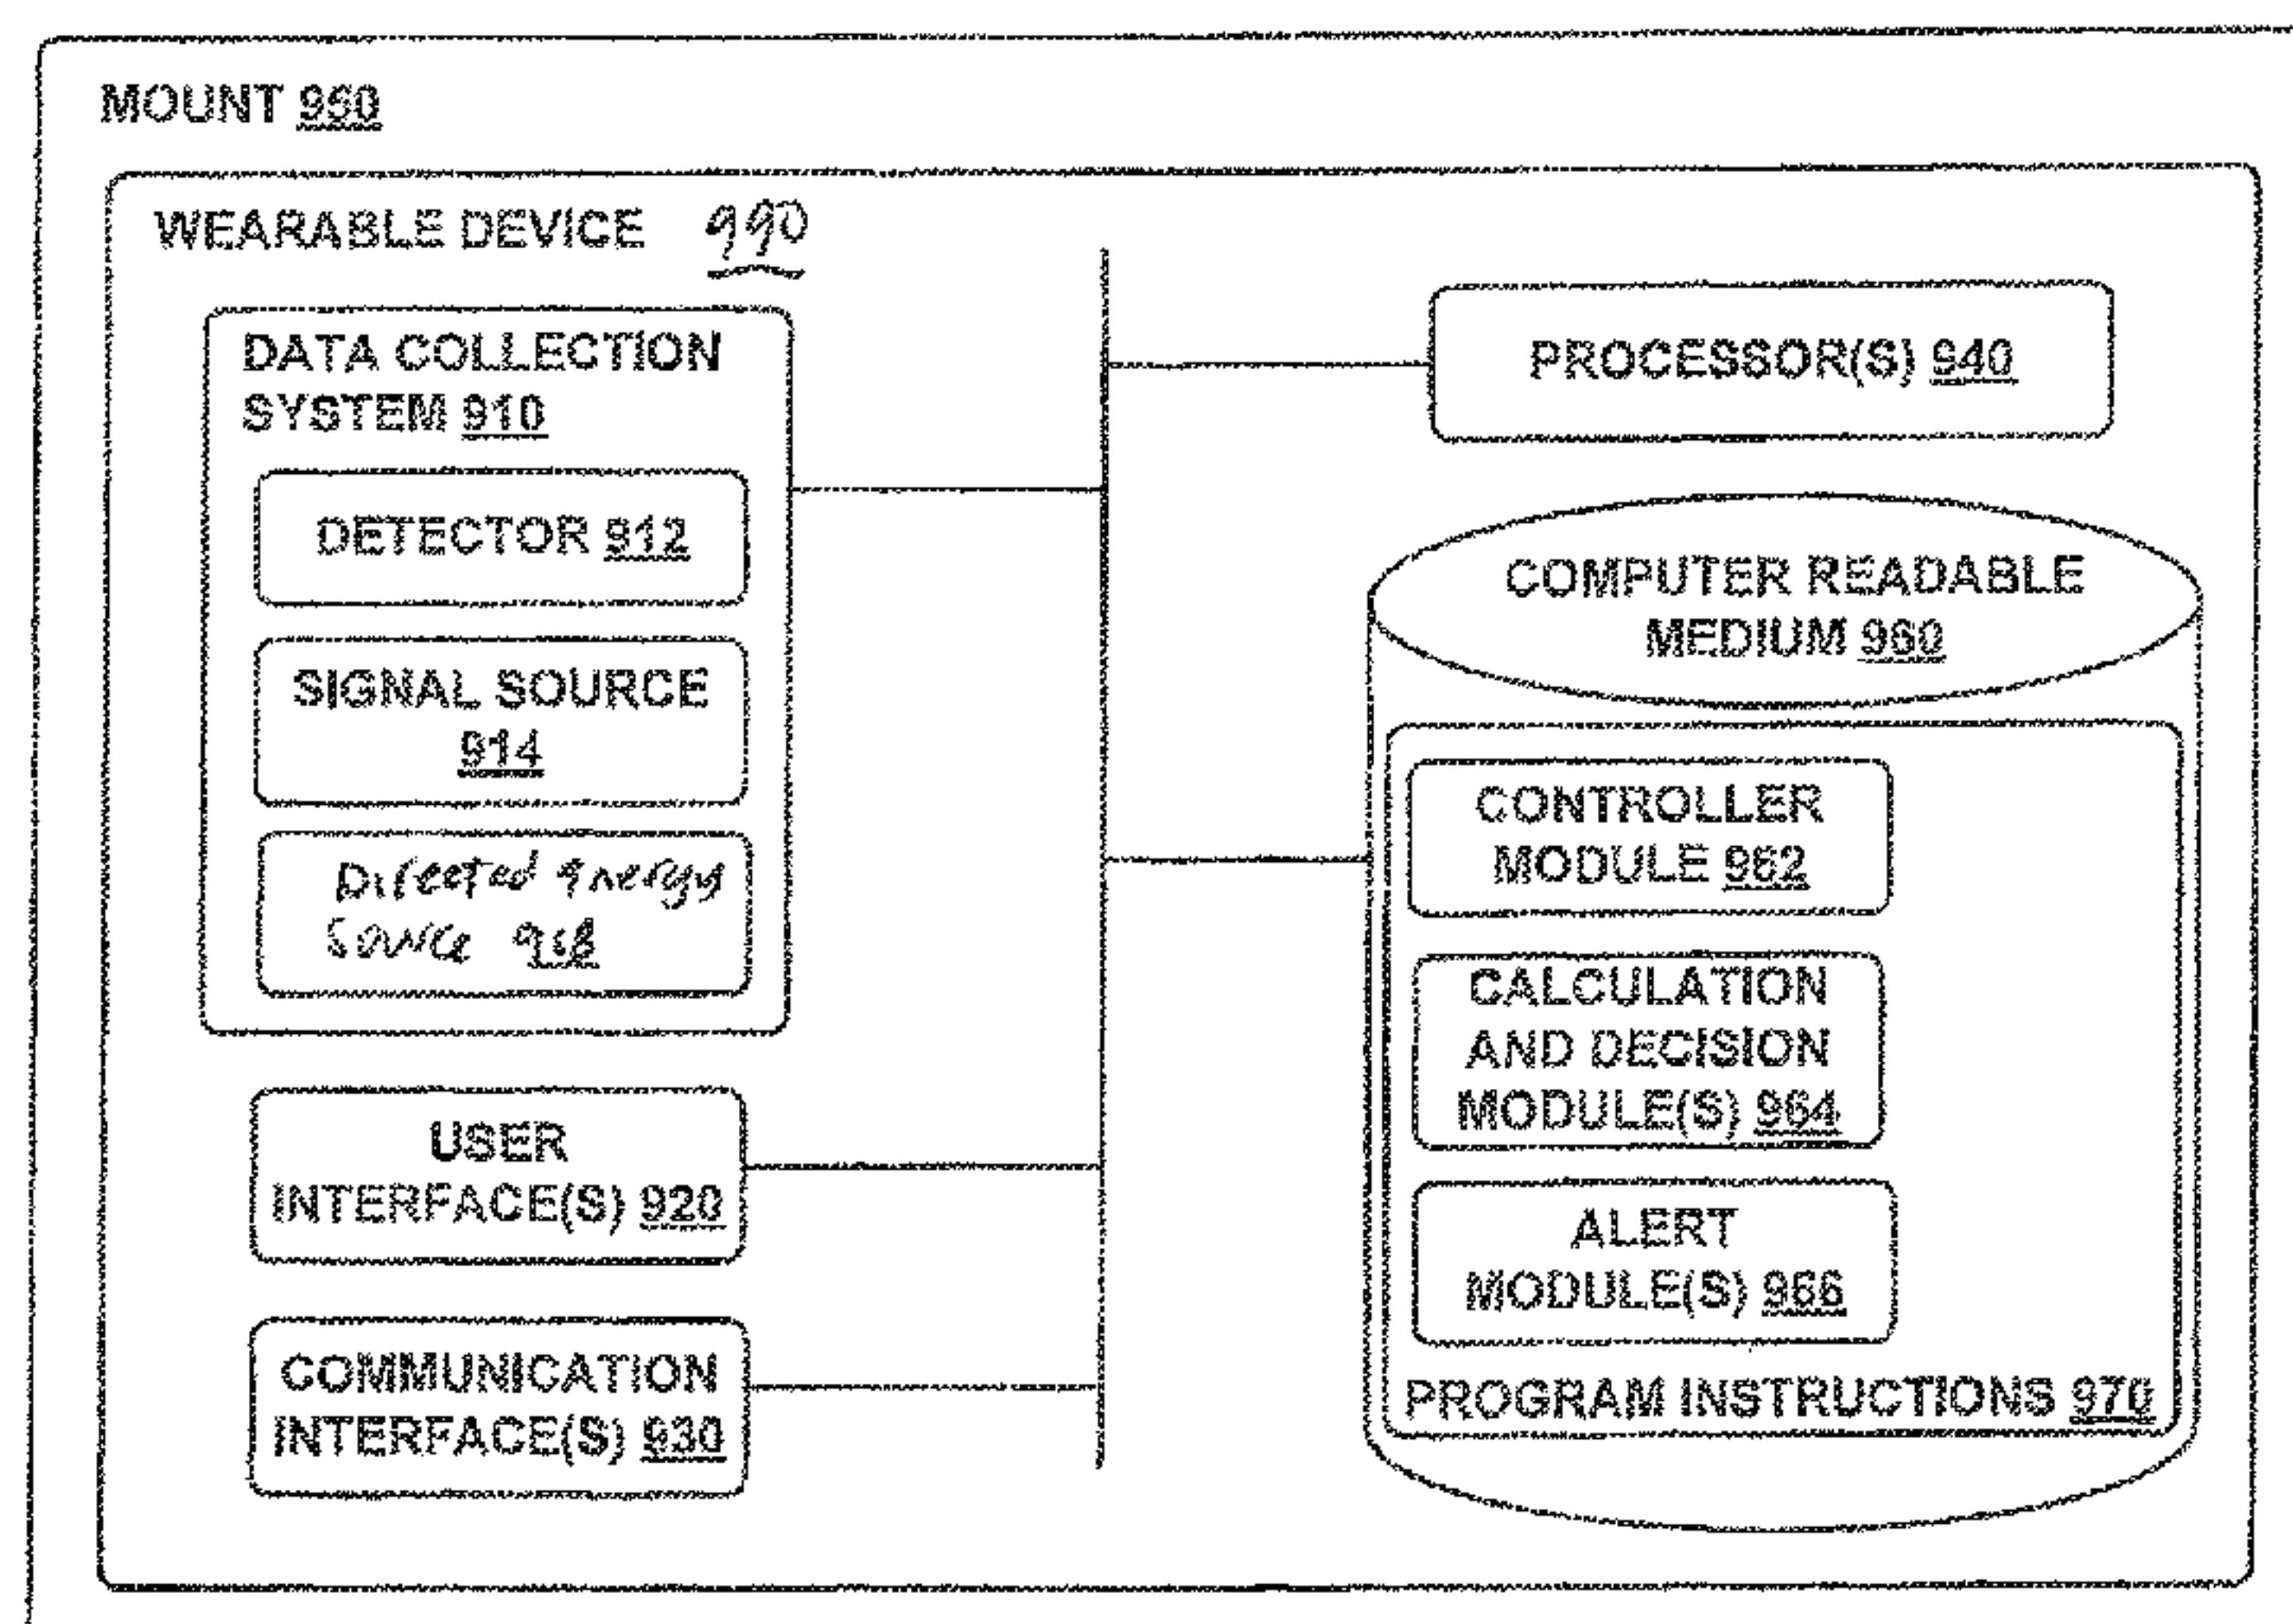 MOUNT 950
WEARABLE DEVICE 990
DATA COLLECTION
SYSTEM 910
DETECTOR 912
SIGNAL SOURCE
914
Directed energy
source
USER
INTERFACE(S) 920
COMMUNICATION
INTERFACE(S) 930
PROCESSOR(S) 940
COMPUTER READABLE
MEDIUM 960
CONTROLLER
MODULE 962
CALCULATION
AND DECISION
MODULE(S) 964
ALERT
MODULE(S) 966
PROGRAM INSTRUCTIONS 970